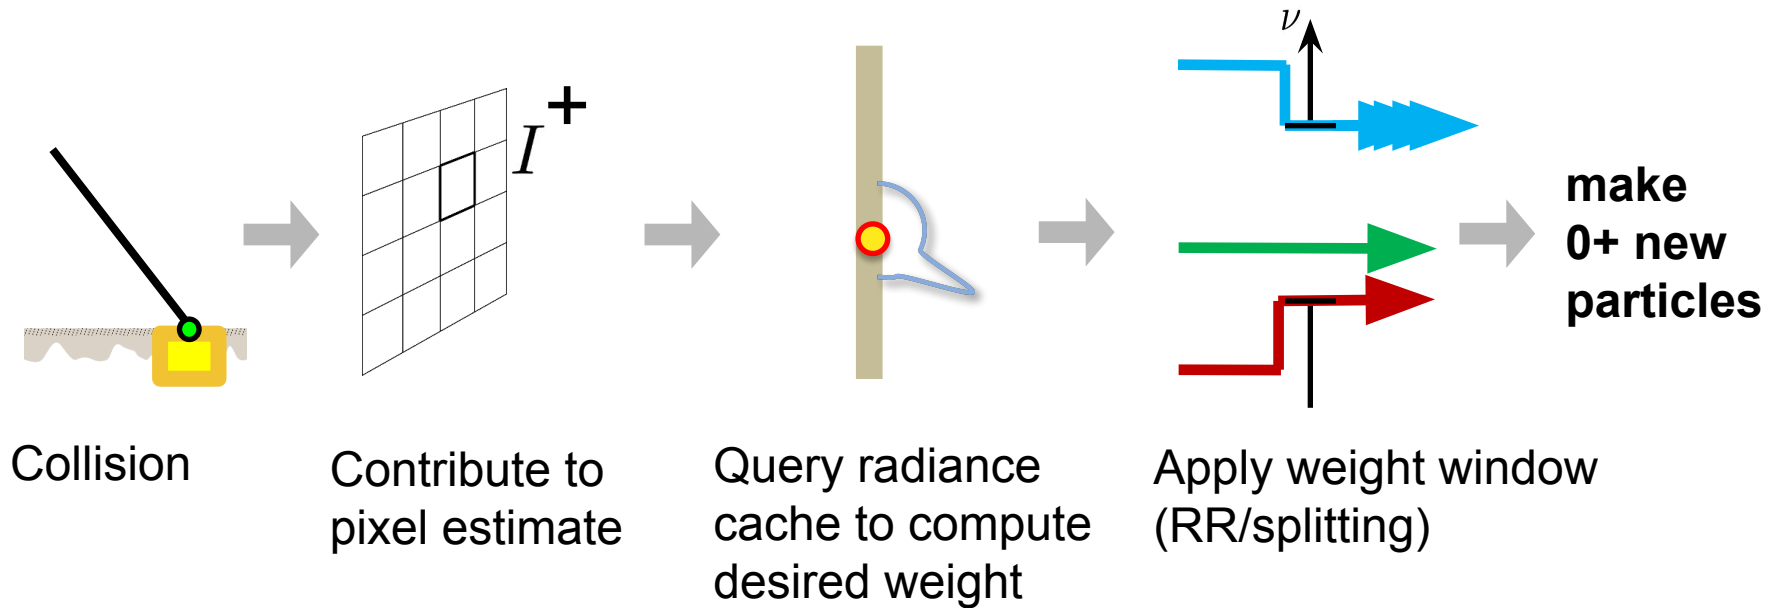 ν
I
+
make
0+ new
particles
Collision
Contribute to
pixel estimate
Query radiance
cache to compute
desired weight
Apply weight window
(RR/splitting)